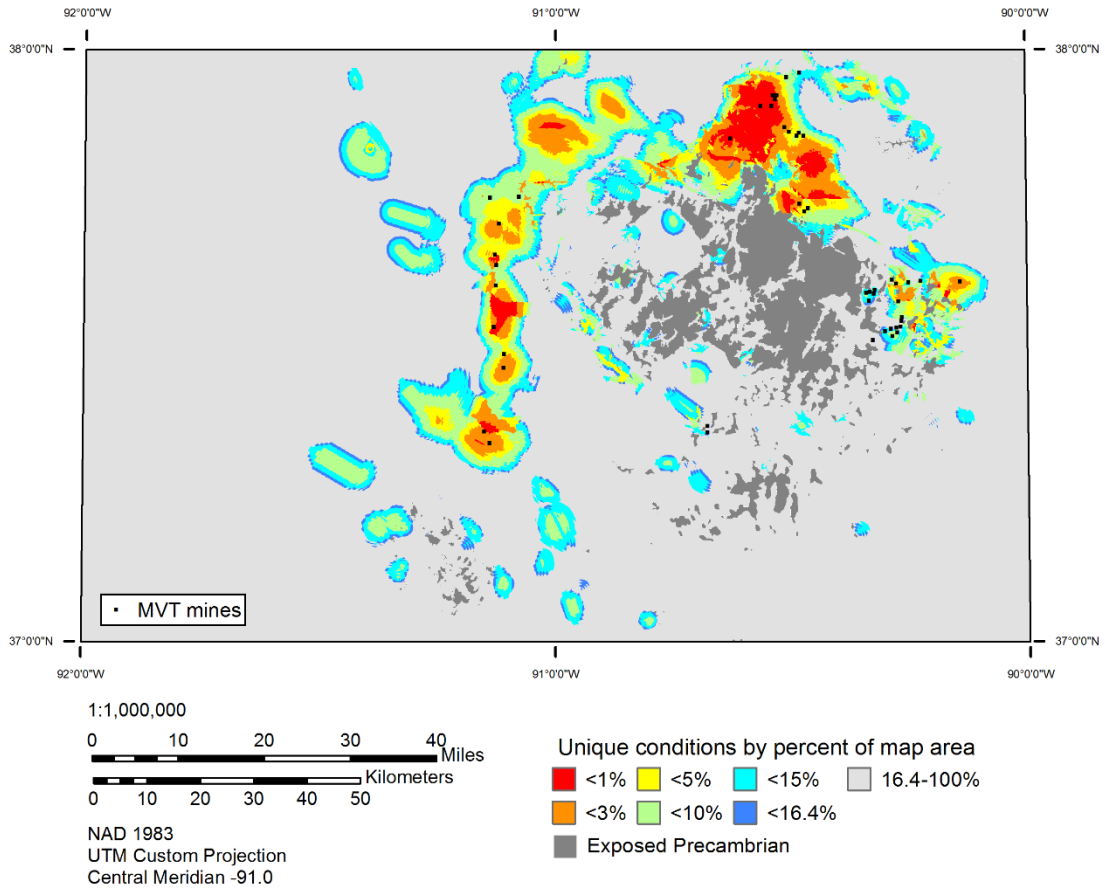 92°0'0"W 91°0'0"W 90°0'0"W
38°0'0"N 38°0'0"N
MVT mines
37°0'0"N 37°0'0"N
92°0'0"W 91°0'0"W 90°0'0"W
1:1,000,000
0 10 20 30 40 Miles
Kilometers
0 10 20 30 40 50
NAD 1983
UTM Custom Projection
Central Meridian -91.0
Unique conditions by percent of map area
<1% <5% <15% 16.4-100%
<3% <10% <16.4%
Exposed Precambrian